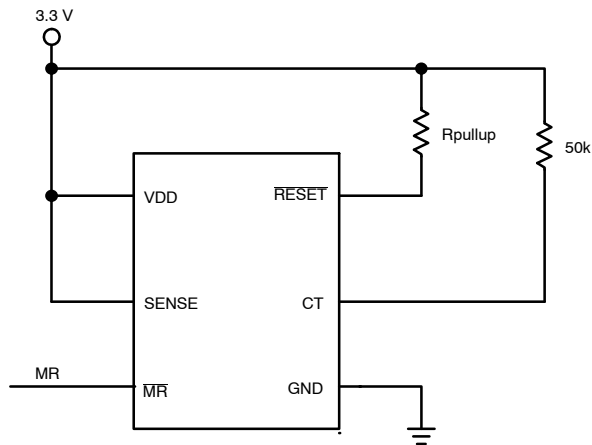 3.3 V
Rpullup
50k
VDD
RESET
SENSE
CT
MR
MR
GND